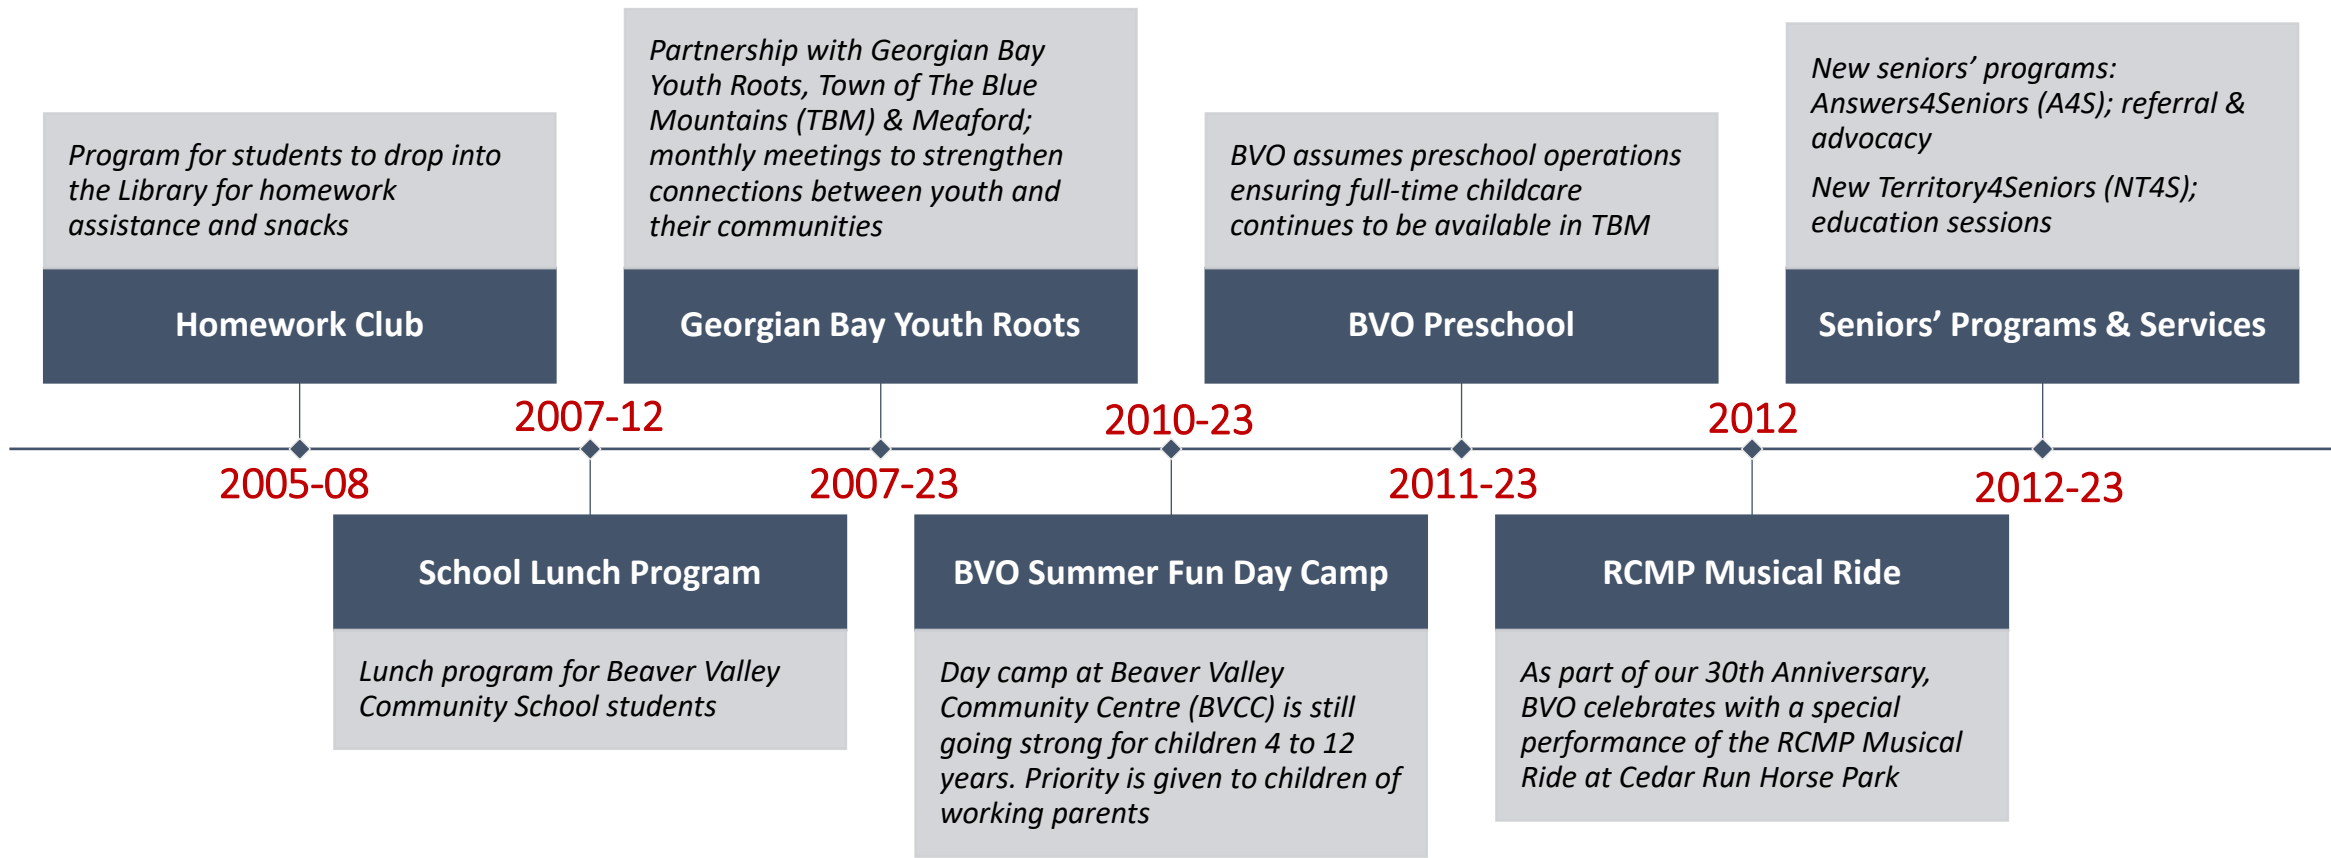 Program for students to drop into
the Library for homework
assistance and snacks
Homework Club
2005-08
2007-12
School Lunch Program
Lunch program for Beaver Valley
Community School students
Partnership with Georgian Bay
Youth Roots, Town of The Blue
Mountains (TBM) & Meaford;
monthly meetings to strengthen
connections between youth and
their communities
Georgian Bay Youth Roots
2007-23
2010-23
BVO Summer Fun Day Camp
Day camp at Beaver Valley
Community Centre (BVCC) is still
going strong for children 4 to 12
years. Priority is given to children of
working parents
BVO assumes preschool operations
ensuring full-time childcare
continues to be available in TBM
BVO Preschool
2011-23
2012
RCMP Musical Ride
As part of our 30th Anniversary,
BVO celebrates with a special
performance of the RCMP Musical
Ride at Cedar Run Horse Park
New seniors’ programs:
Answers4Seniors (A4S); referral &
advocacy
New Territory4Seniors (NT4S);
education sessions
Seniors’ Programs & Services
2012-23